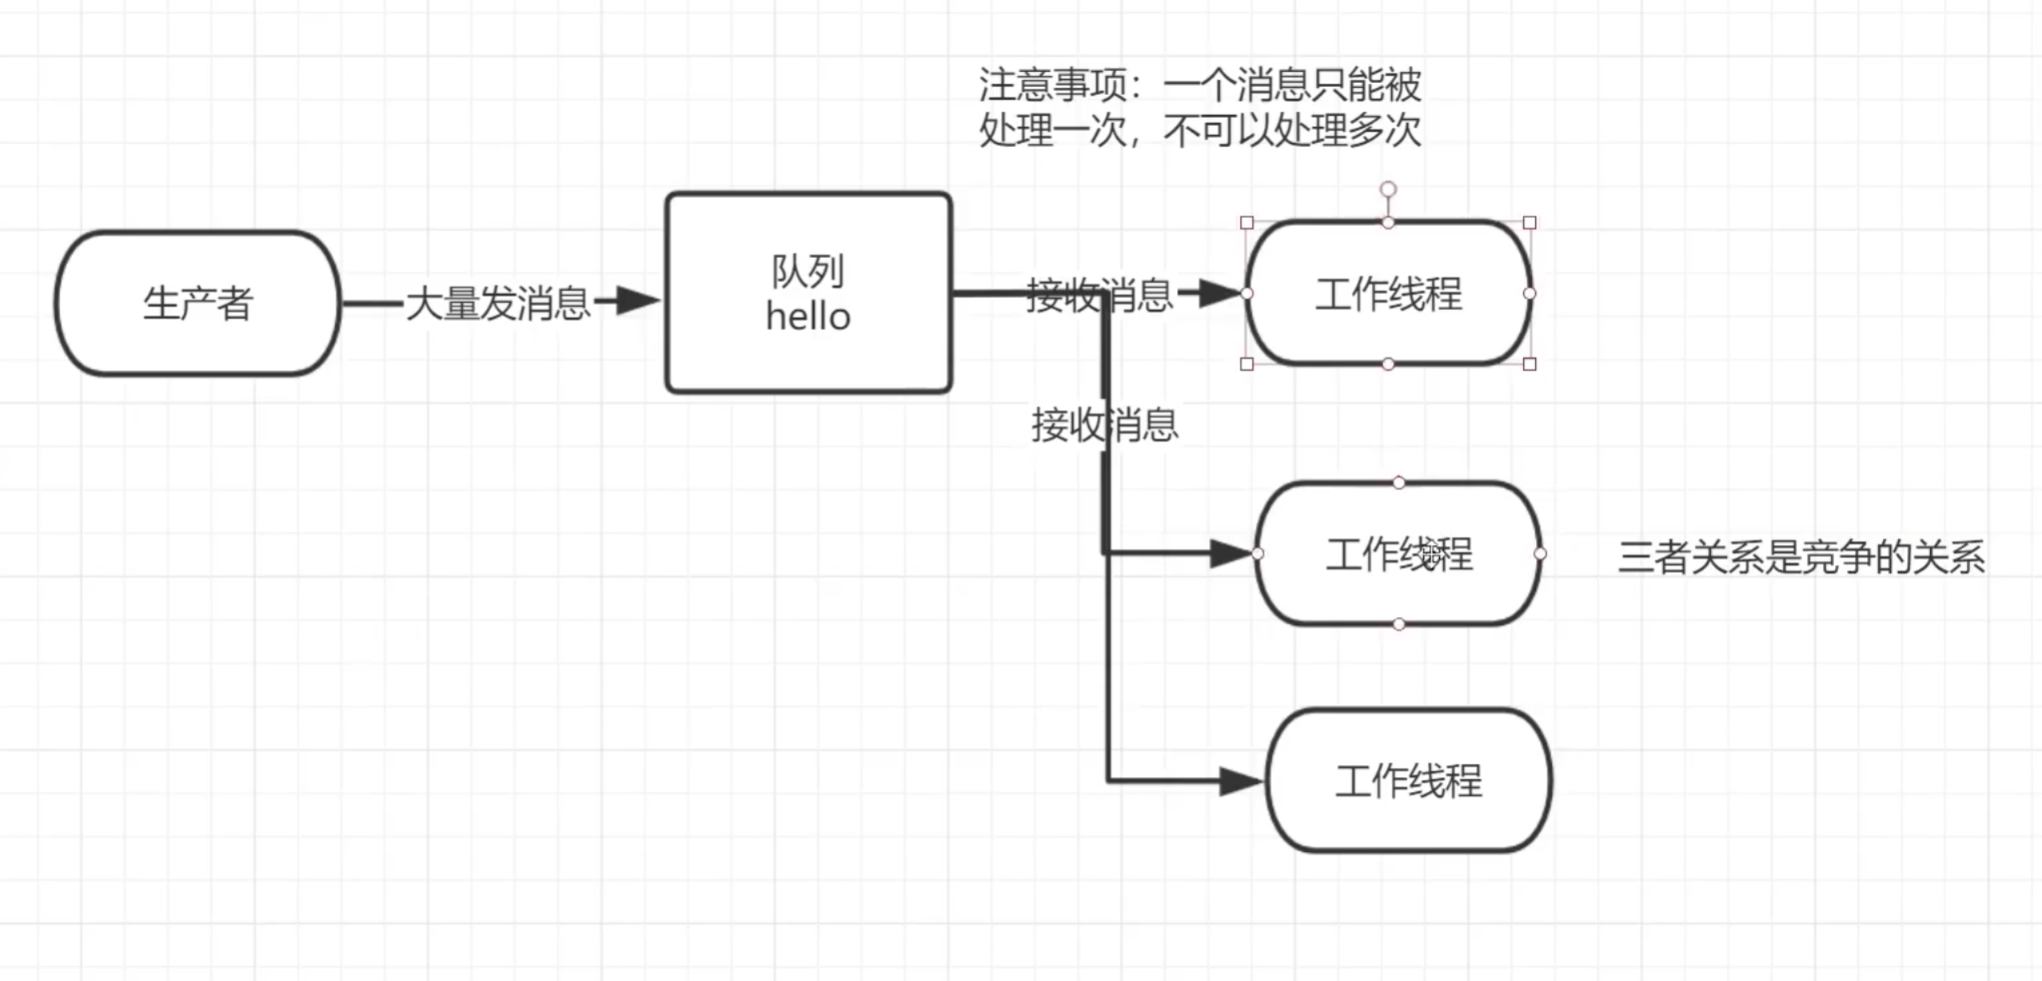 注意事项：一个消息只能被
处理一次，不可以处理多次
生产者
大量发消息
队列
hello
接收消息
工作线程
接收消息
工作线程
三者关系是竞争的关系
工作线程